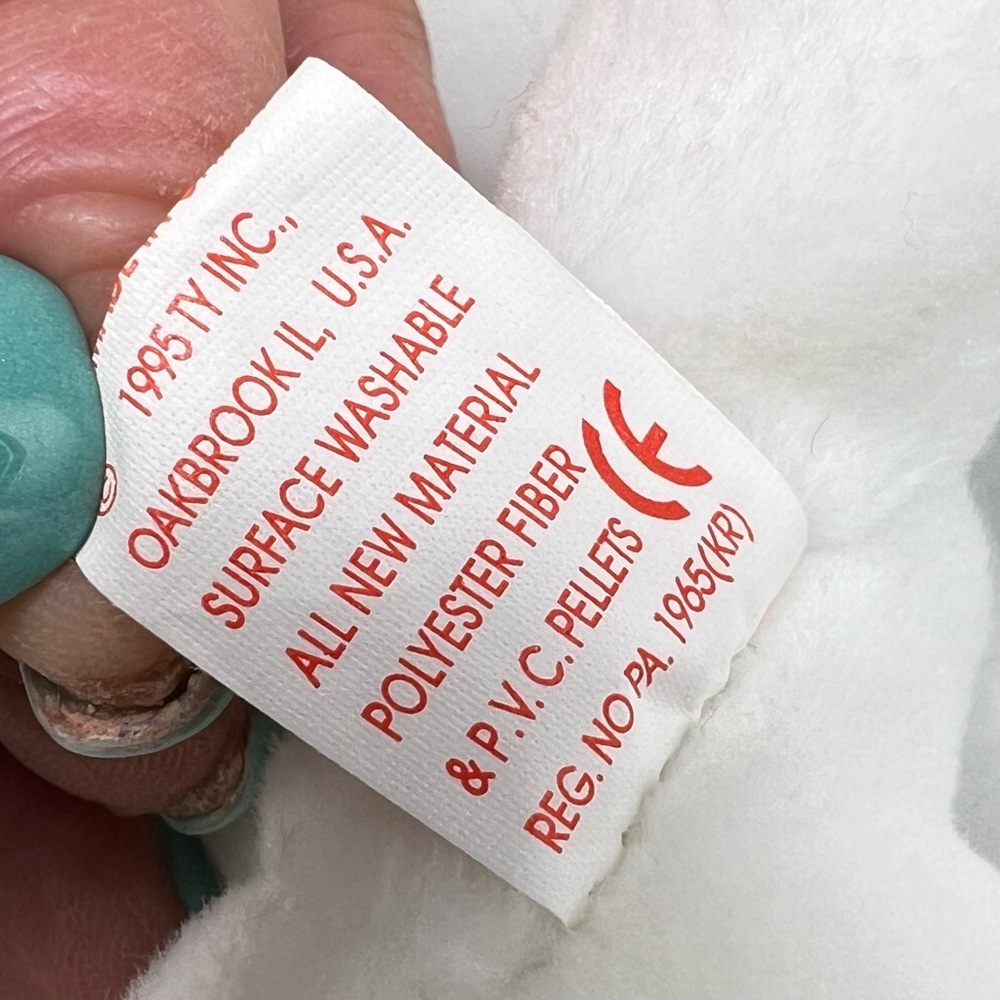 © 1995 TY INC.,
OAKBROOK IL, U.S.A.
SURFACE WASHABLE
ALL NEW MATERIAL
POLYESTER FIBER
& P.V.C. PELLETS CE
REG. NO PA. 1965(KR)